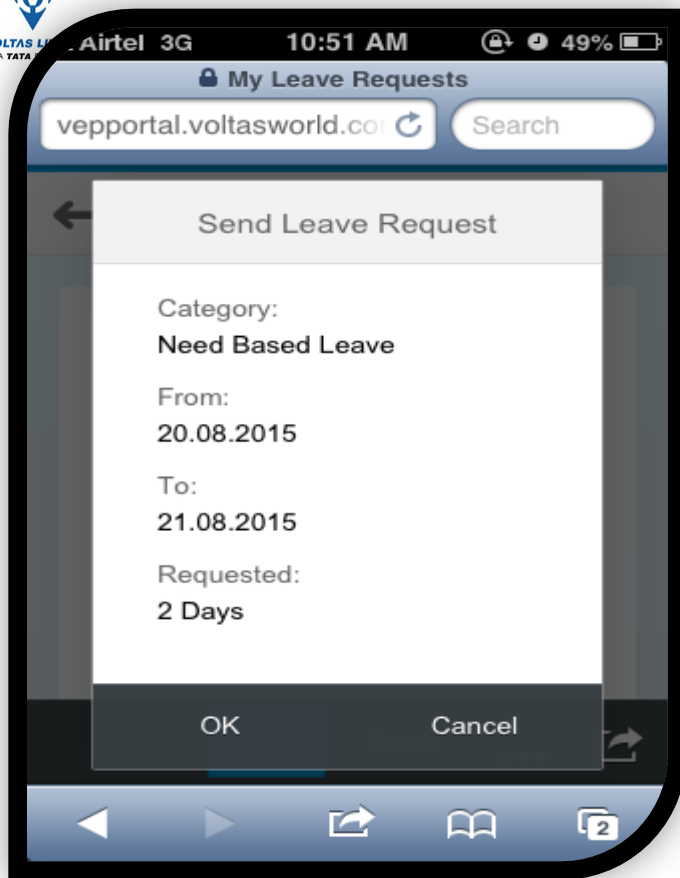 Airtel 3G 10:51 AM 49%
My Leave Requests
vepportal.voltasworld.co Search
Send Leave Request
Category:
Need Based Leave
From:
20.08.2015
To:
21.08.2015
Requested:
2 Days
OK Cancel
2